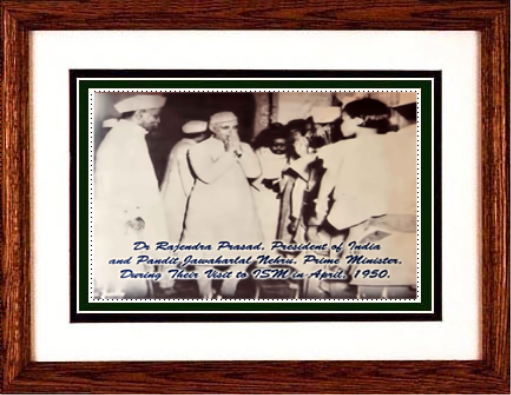 Dr Rajendra Prasad, President of India
and Pandit Jawaharlal Nehru, Prime Minister,
During Their Visit to ISM in April, 1950.